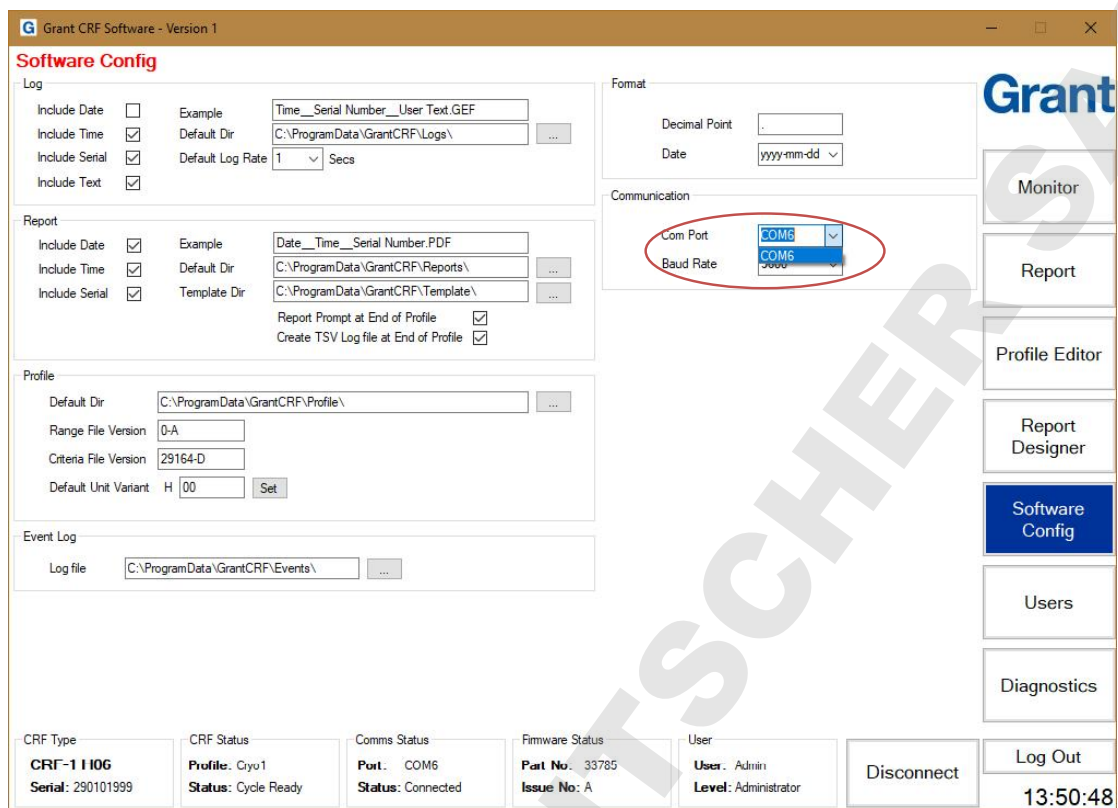 G Grant CRF Software - Version 1
Software Config
Log
Include Date
Example Time__Serial Number__User Text.GEF
Include Time
Default Dir C:\ProgramData\GrantCRF\Logs\ ...
Include Serial
Default Log Rate 1 Secs
Include Text
Report
Include Date
Example Date__Time__Serial Number.PDF
Include Time
Default Dir C:\ProgramData\GrantCRF\Reports\ ...
Include Serial
Template Dir C:\ProgramData\GrantCRF\Template\ ...
Report Prompt at End of Profile
Create TSV Log file at End of Profile
Profile
Default Dir C:\ProgramData\GrantCRF\Profile\ ...
Range File Version 0-A
Criteria File Version 29164-D
Default Unit Variant H 00 Set
Event Log
Log file C:\ProgramData\GrantCRF\Events\ ...
Format
Decimal Point .
Date yyyy-mm-dd
Communication
Com Port COM6
COM6
Baud Rate
Grant
Monitor
Report
Profile Editor
Report
Designer
Software
Config
Users
Diagnostics
CRF Type
CRF-1 H06
Serial: 290101999
CRF Status
Profile: Cryo1
Status: Cycle Ready
Comms Status
Port: COM6
Status: Connected
Firmware Status
Part No. 33785
Issue No: A
User
User: Admin
Level: Administrator
Disconnect
Log Out
13:50:48